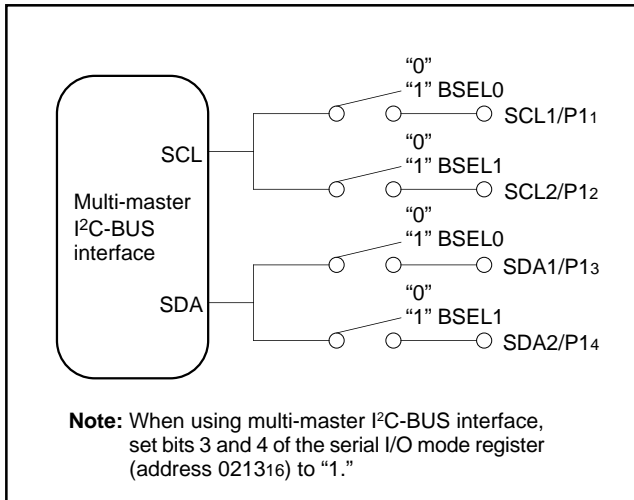 “0”
“1” BSEL0
SCL1/P11
SCL
“0”
“1” BSEL1
SCL2/P12
Multi-master
I2C-BUS
interface
“0”
“1” BSEL0
SDA1/P13
SDA
“0”
“1” BSEL1
SDA2/P14
Note: When using multi-master I2C-BUS interface,
set bits 3 and 4 of the serial I/O mode register
(address 021316) to “1.”